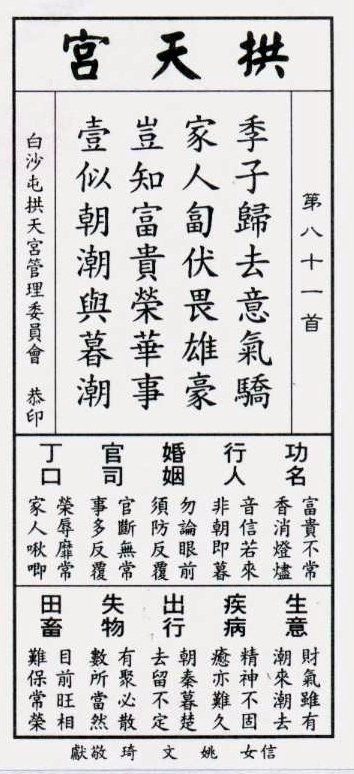 拱天宮
第八十一首
季子歸去意氣驕
家人匐伏畏雄豪
豈知富貴榮華事
壹似朝潮與暮潮
白沙屯拱天宮管理委員會 恭印
功名
富貴不常
香消燈燼
行人
音信若來
非朝即暮
婚姻
勿論眼前
須防反覆
官司
官斷無常
事多反覆
丁口
榮辱靡常
家人啾唧
生意
財氣雖有
潮來潮去
疾病
精神不固
癒亦難久
出行
朝秦暮楚
去留不定
失物
有聚必散
數所當然
田畜
目前旺相
難保常榮
信女 姚文琦 敬獻